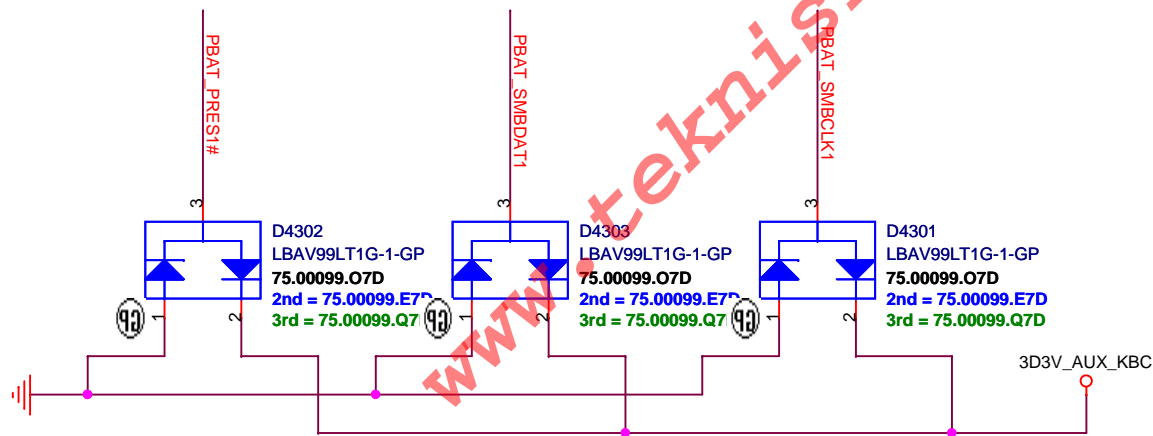 PBAT_PRES1#
PBAT_SMBDAT1
PBAT_SMBCLK1
3
3
3
D4302
LBAV99LT1G-1-GP
75.00099.O7D
2nd = 75.00099.E7D
3rd = 75.00099.Q7
GP
1
2
D4303
LBAV99LT1G-1-GP
75.00099.O7D
2nd = 75.00099.E7D
3rd = 75.00099.Q7
GP
1
2
D4301
LBAV99LT1G-1-GP
75.00099.O7D
2nd = 75.00099.E7D
3rd = 75.00099.Q7D
GP
1
2
3D3V_AUX_KBC
www.teknis